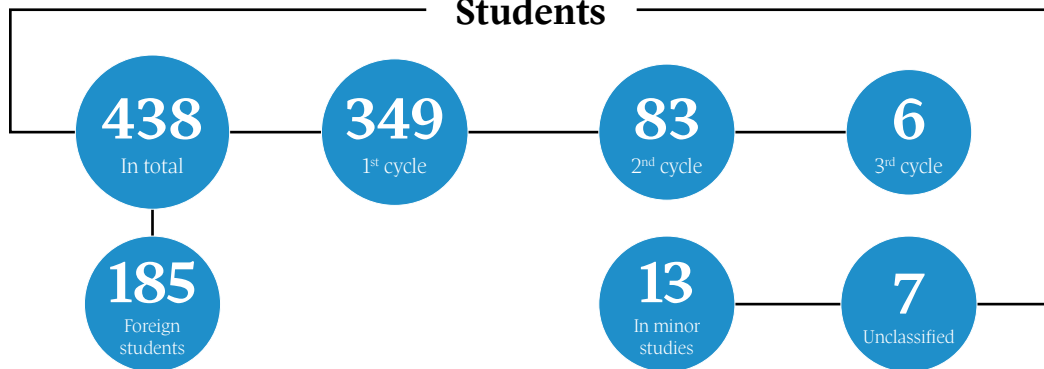 Students
438
In total
349
1st cycle
83
2nd cycle
6
3rd cycle
185
Foreign
students
13
In minor
studies
7
Unclassified